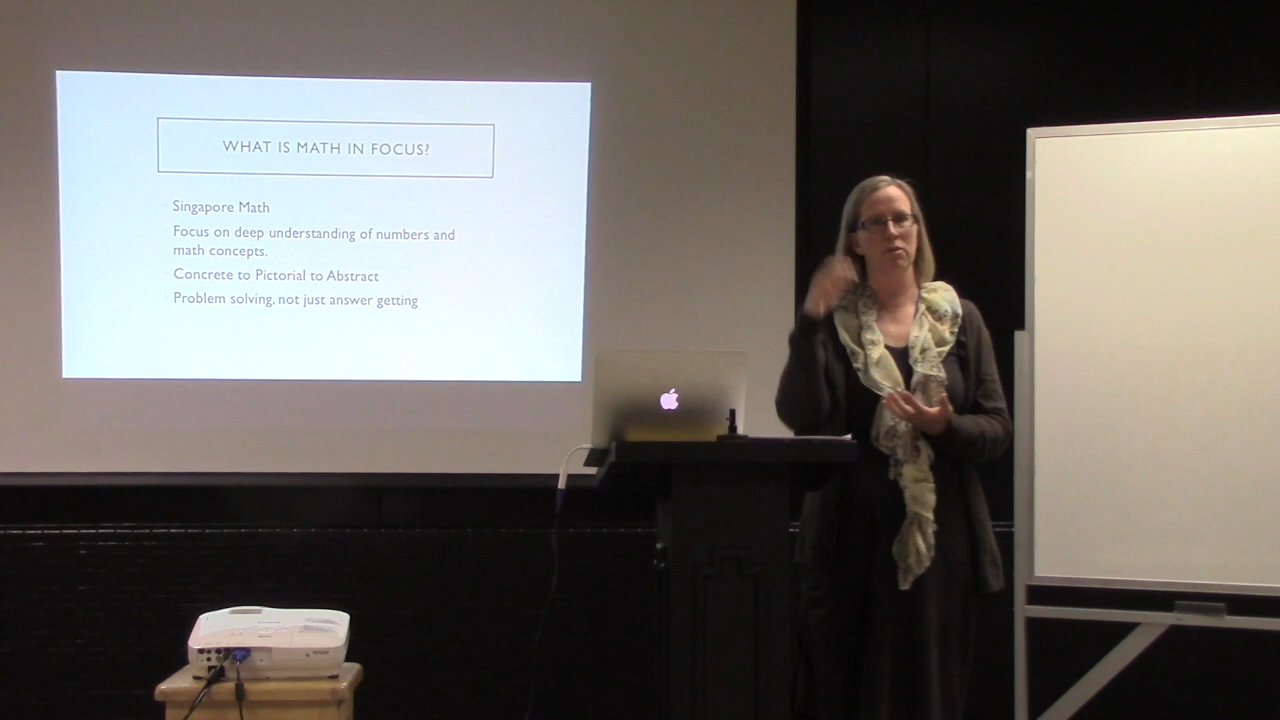 WHAT IS MATH IN FOCUS?
Singapore Math
Focus on deep understanding of numbers and
math concepts.
Concrete to Pictorial to Abstract
Problem solving, not just answer getting
EPSON